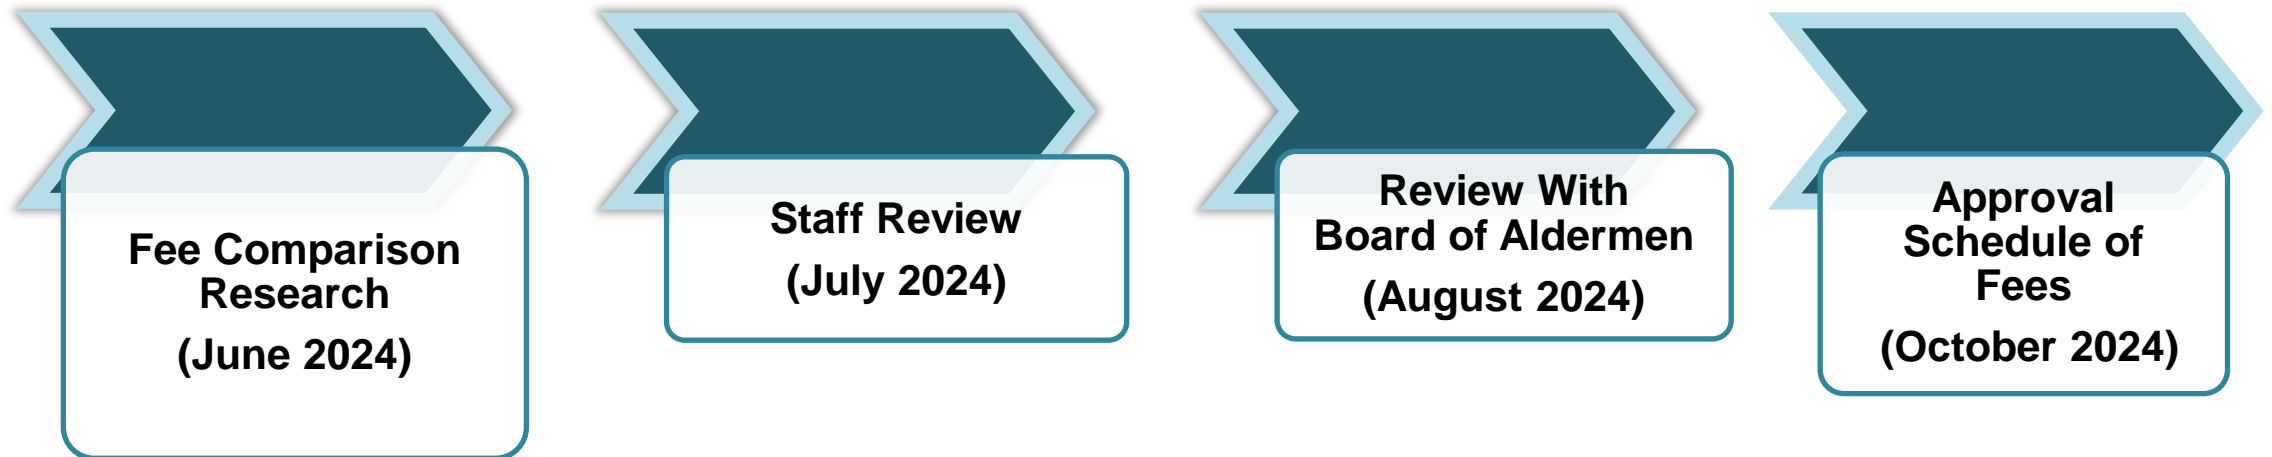 Fee Comparison
Research
(June 2024)
Staff Review
(July 2024)
Review With
Board of Aldermen
(August 2024)
Approval
Schedule of
Fees
(October 2024)